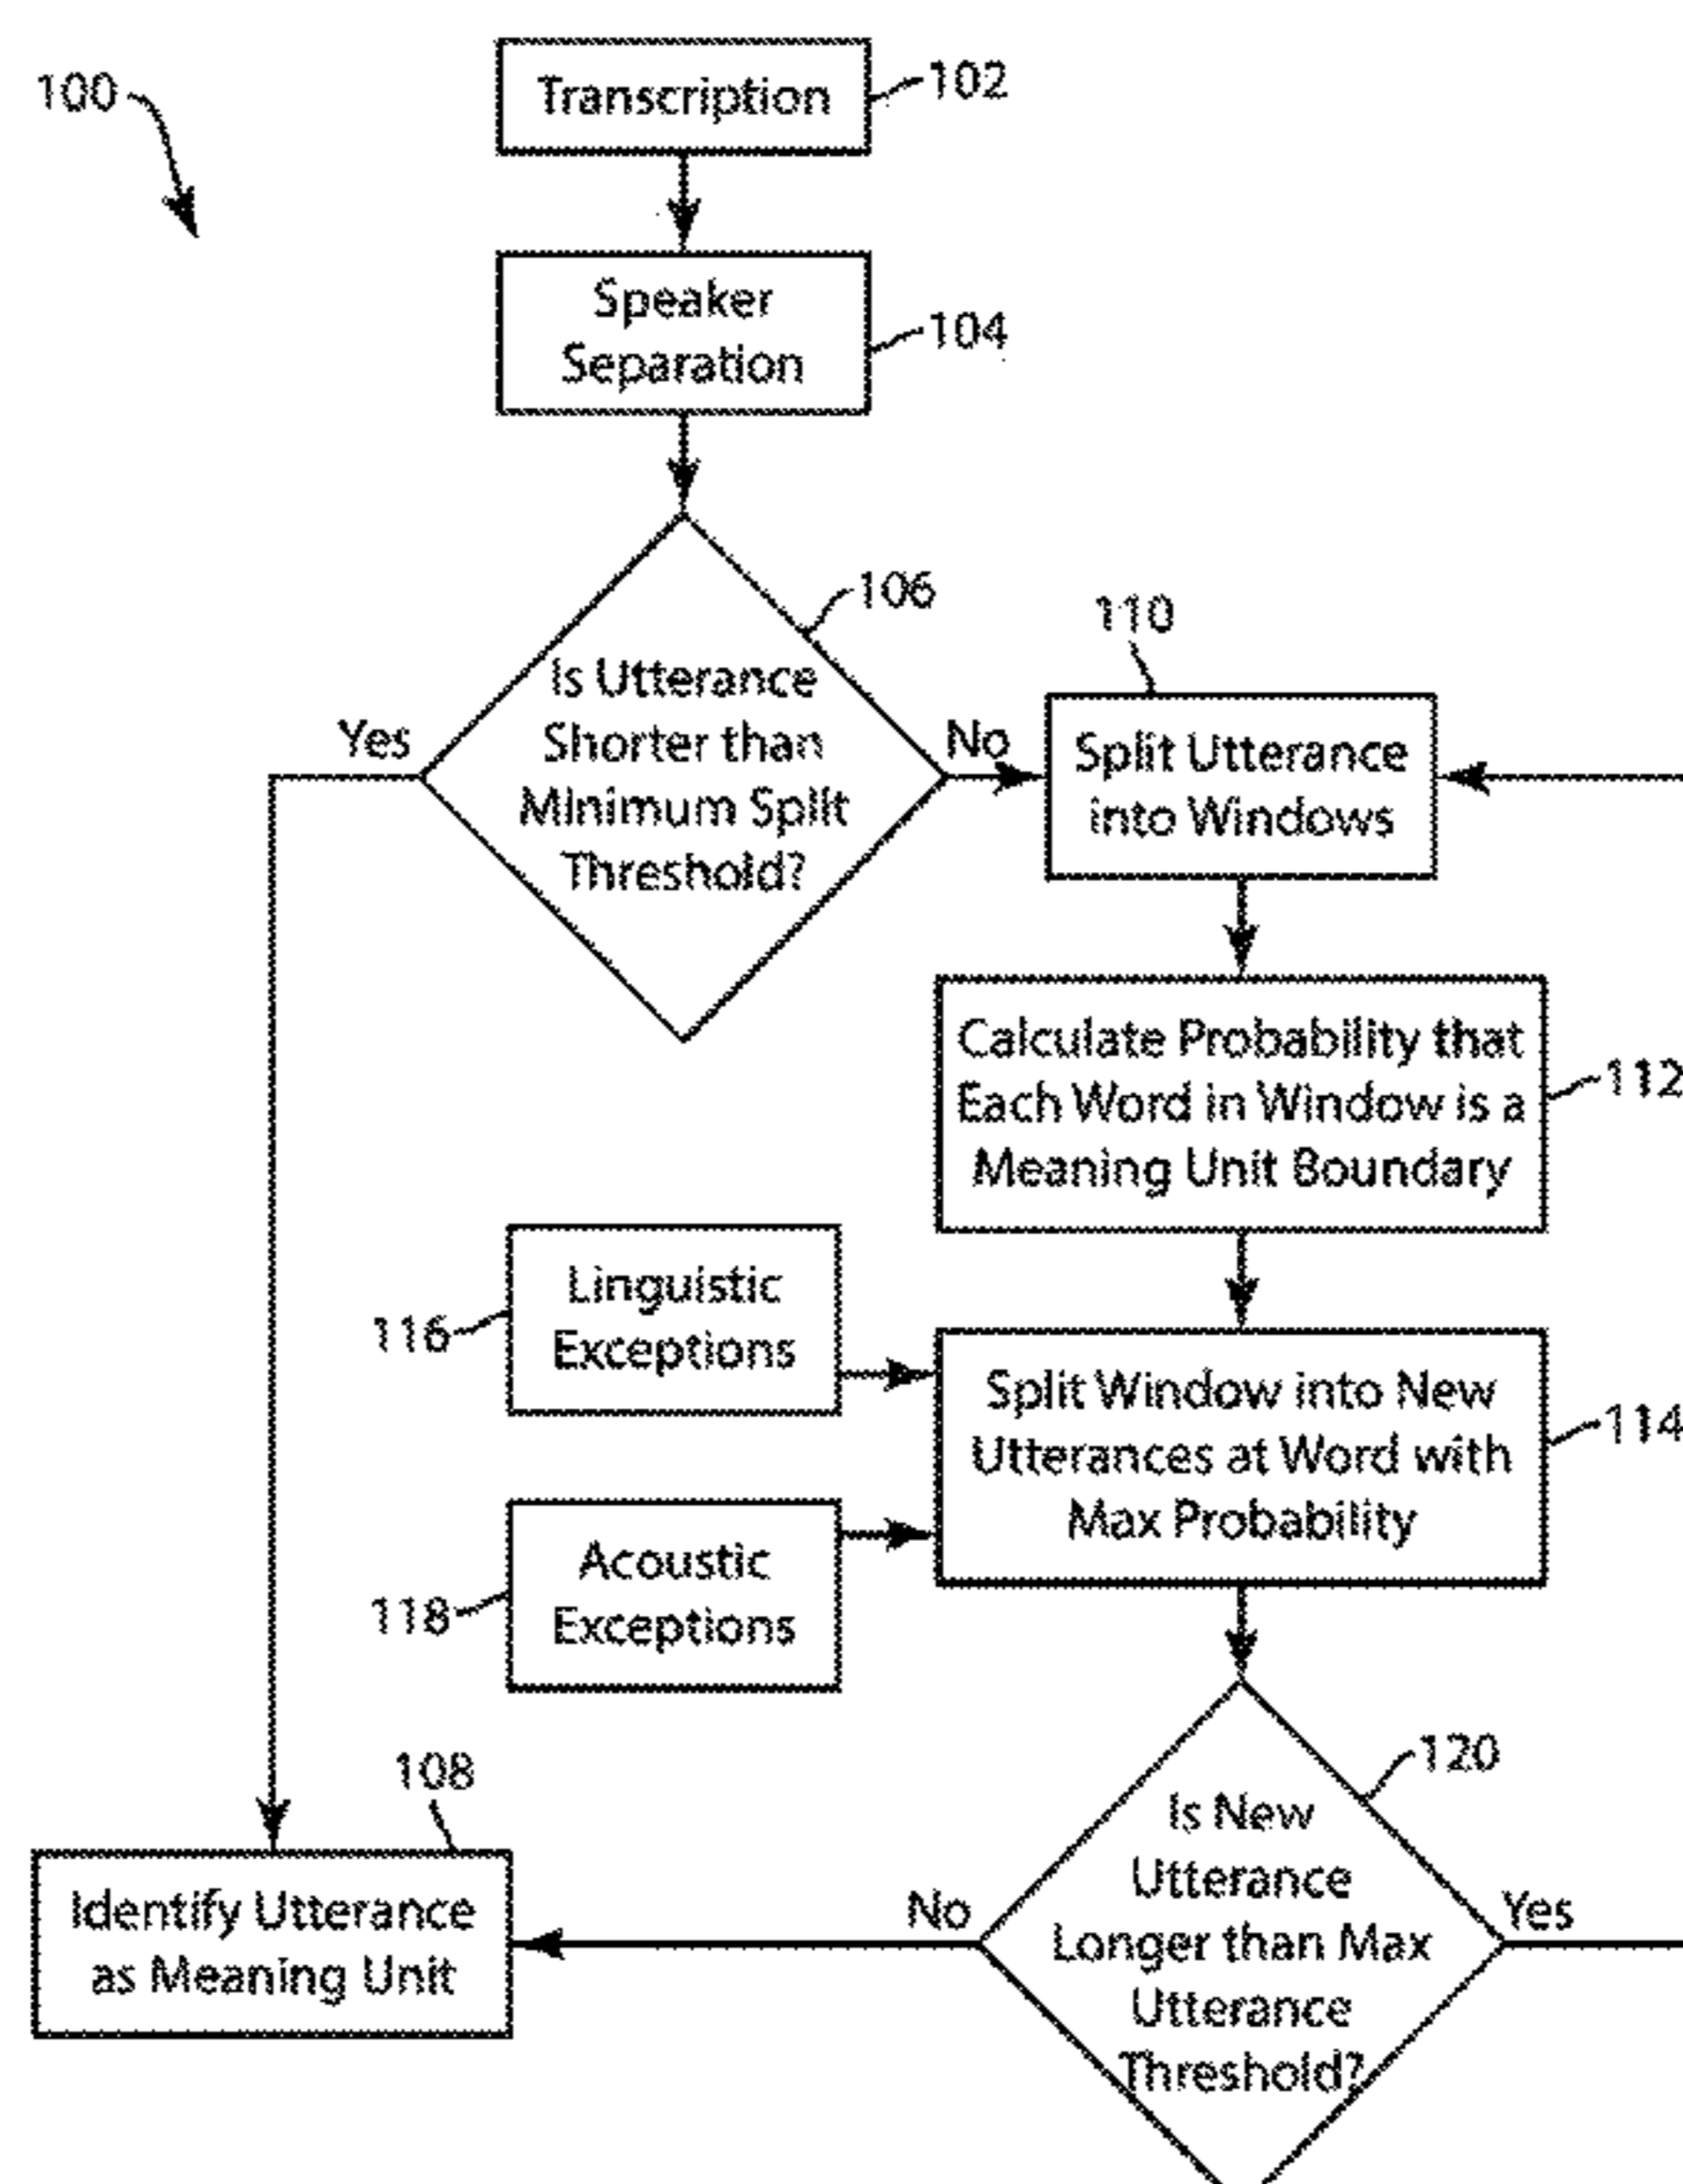 100
Transcription
102
Speaker
Separation
104
106
Is Utterance
Shorter than
Minimum Split
Threshold?
Yes
No
110
Split Utterance
into Windows
Calculate Probability that
Each Word in Window is a
Meaning Unit Boundary
112
Linguistic
Exceptions
116
Split Window into New
Utterances at Word with
Max Probability
114
Acoustic
Exceptions
118
108
Identify Utterance
as Meaning Unit
120
Is New
Utterance
Longer than Max
Utterance
Threshold?
No
Yes